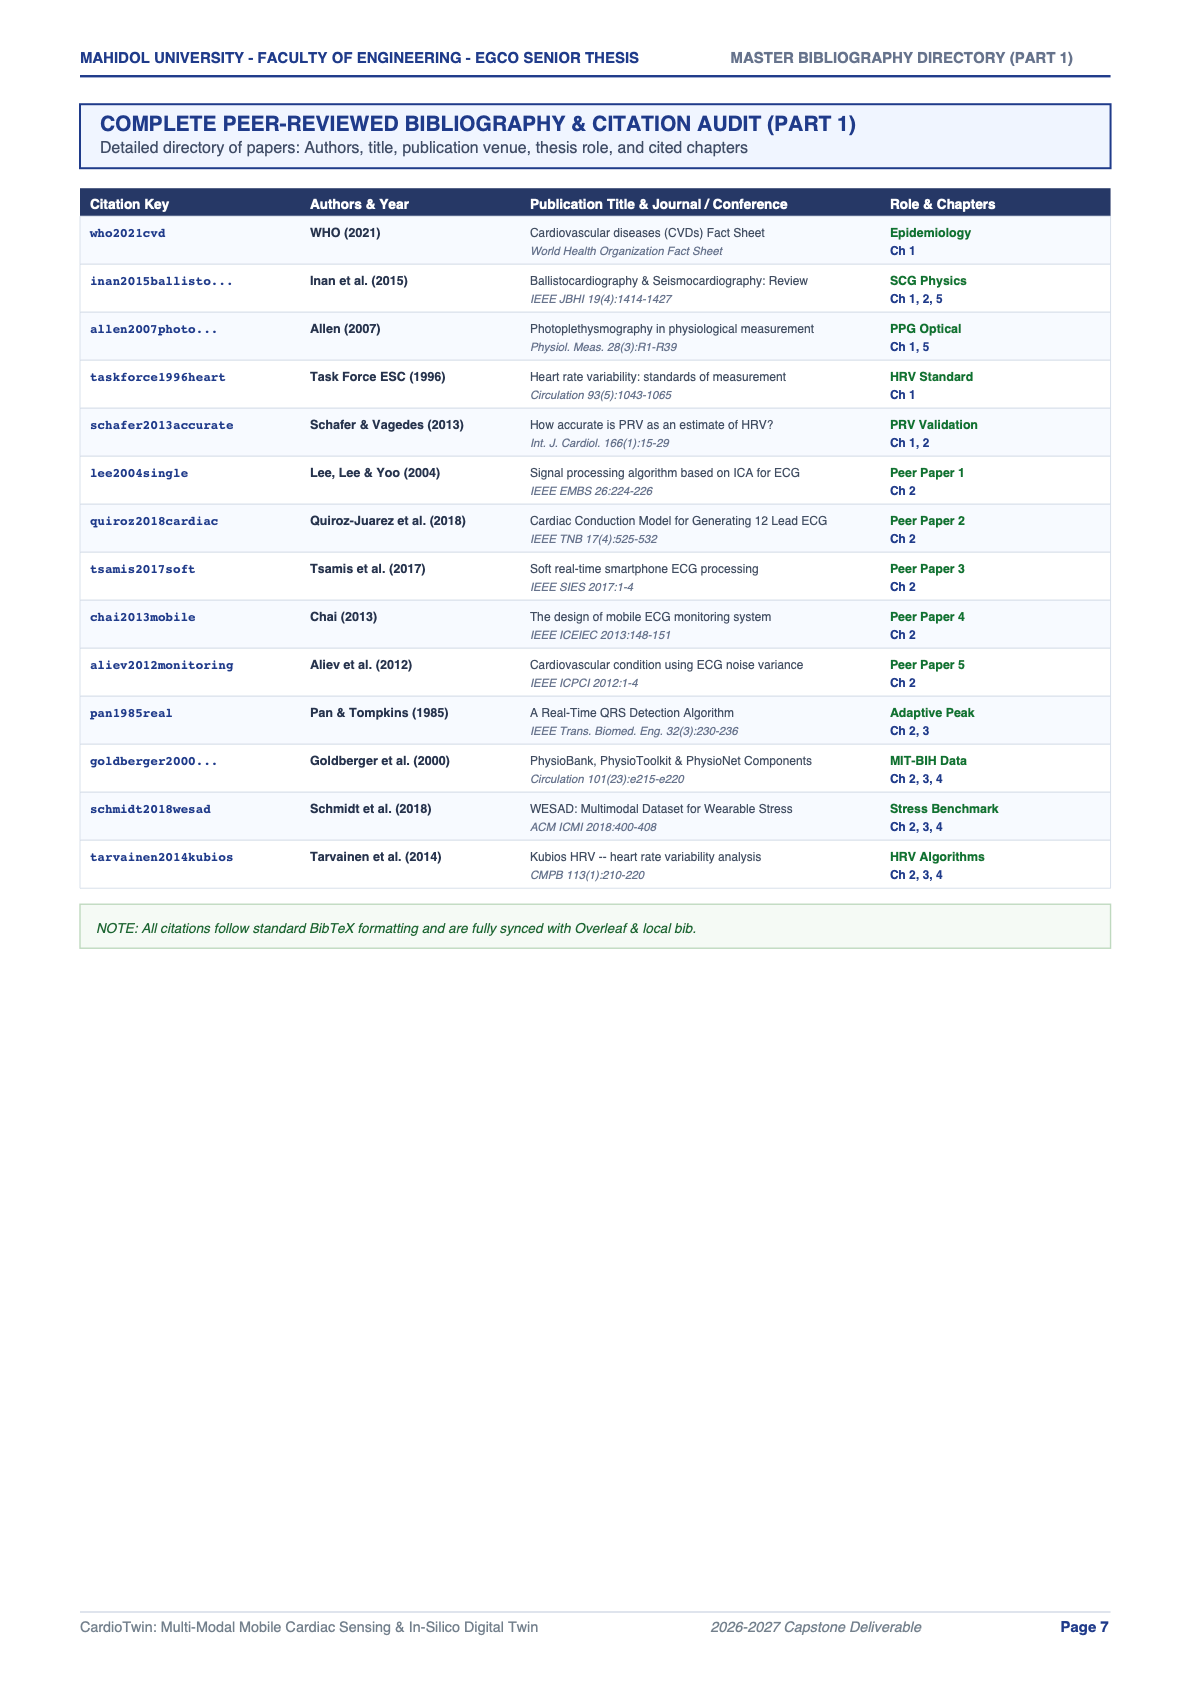 MAHIDOL UNIVERSITY - FACULTY OF ENGINEERING - EGCO SENIOR THESIS MASTER BIBLIOGRAPHY DIRECTORY (PART 1)
COMPLETE PEER-REVIEWED BIBLIOGRAPHY & CITATION AUDIT (PART 1)
Detailed directory of papers: Authors, title, publication venue, thesis role, and cited chapters
Citation Key Authors & Year Publication Title & Journal / Conference Role & Chapters
who2021cvd WHO (2021) Cardiovascular diseases (CVDs) Fact Sheet Epidemiology
World Health Organization Fact Sheet Ch 1
inan2015ballisto... Inan et al. (2015) Ballistocardiography & Seismocardiography: Review SCG Physics
IEEE JBHI 19(4):1414-1427 Ch 1, 2, 5
allen2007photo... Allen (2007) Photoplethysmography in physiological measurement PPG Optical
Physiol. Meas. 28(3):R1-R39 Ch 1, 5
taskforce1996heart Task Force ESC (1996) Heart rate variability: standards of measurement HRV Standard
Circulation 93(5):1043-1065 Ch 1
schafer2013accurate Schafer & Vagedes (2013) How accurate is PRV as an estimate of HRV? PRV Validation
Int. J. Cardiol. 166(1):15-29 Ch 1, 2
lee2004single Lee, Lee & Yoo (2004) Signal processing algorithm based on ICA for ECG Peer Paper 1
IEEE EMBS 26:224-226 Ch 2
quiroz2018cardiac Quiroz-Juarez et al. (2018) Cardiac Conduction Model for Generating 12 Lead ECG Peer Paper 2
IEEE TNB 17(4):525-532 Ch 2
tsamis2017soft Tsamis et al. (2017) Soft real-time smartphone ECG processing Peer Paper 3
IEEE SIES 2017:1-4 Ch 2
chai2013mobile Chai (2013) The design of mobile ECG monitoring system Peer Paper 4
IEEE ICEIEC 2013:148-151 Ch 2
aliev2012monitoring Aliev et al. (2012) Cardiovascular condition using ECG noise variance Peer Paper 5
IEEE ICPCI 2012:1-4 Ch 2
pan1985real Pan & Tompkins (1985) A Real-Time QRS Detection Algorithm Adaptive Peak
IEEE Trans. Biomed. Eng. 32(3):230-236 Ch 2, 3
goldberger2000... Goldberger et al. (2000) PhysioBank, PhysioToolkit & PhysioNet Components MIT-BIH Data
Circulation 101(23):e215-e220 Ch 2, 3, 4
schmidt2018wesad Schmidt et al. (2018) WESAD: Multimodal Dataset for Wearable Stress Stress Benchmark
ACM ICMI 2018:400-408 Ch 2, 3, 4
tarvainen2014kubios Tarvainen et al. (2014) Kubios HRV -- heart rate variability analysis HRV Algorithms
CMPB 113(1):210-220 Ch 2, 3, 4
NOTE: All citations follow standard BibTeX formatting and are fully synced with Overleaf & local bib.
CardioTwin: Multi-Modal Mobile Cardiac Sensing & In-Silico Digital Twin 2026-2027 Capstone Deliverable Page 7